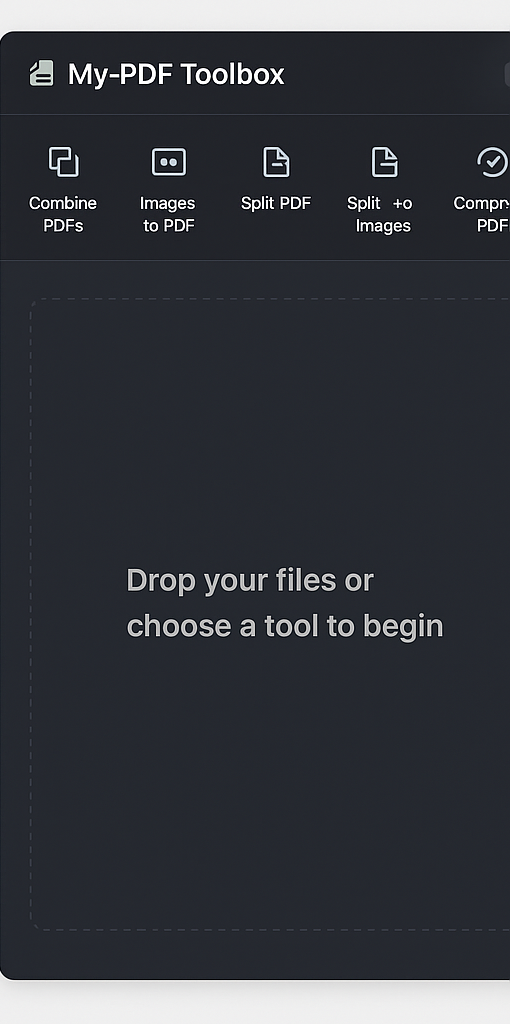 My-PDF Toolbox
Combine
PDFs
Images
to PDF
Split PDF
Split +o
Images
Compr
PDF
Drop your files or
choose a tool to begin